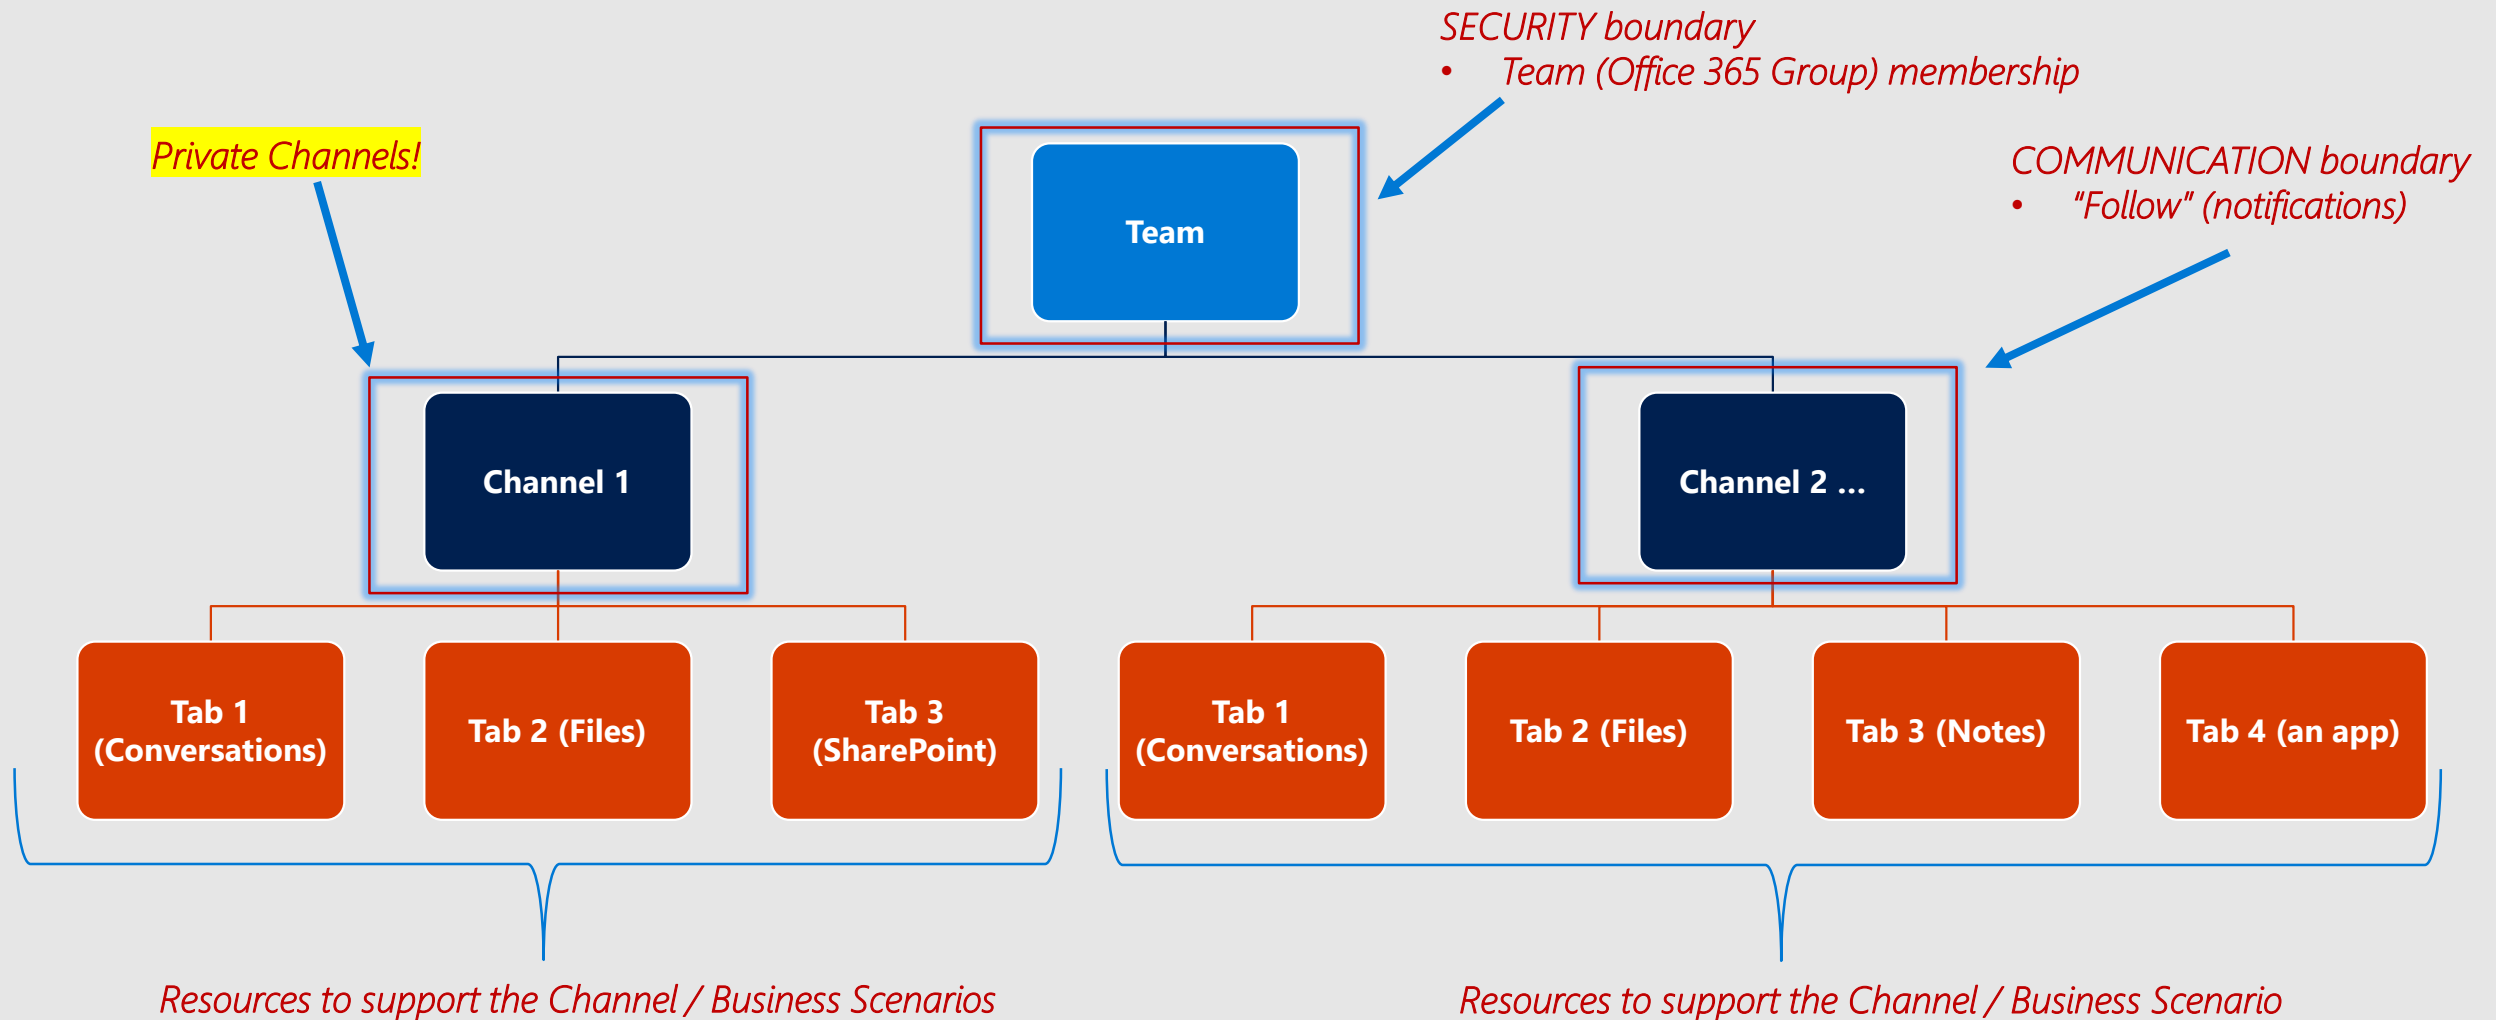 SECURITY boundary
• Team (Office 365 Group) membership
Private Channels!
COMMUNICATION boundary
• “Follow” (notifications)
Team
Channel 1
Channel 2 ...
Tab 1
(Conversations)
Tab 2 (Files)
Tab 3
(SharePoint)
Tab 1
(Conversations)
Tab 2 (Files)
Tab 3 (Notes)
Tab 4 (an app)
Resources to support the Channel / Business Scenarios
Resources to support the Channel / Business Scenario